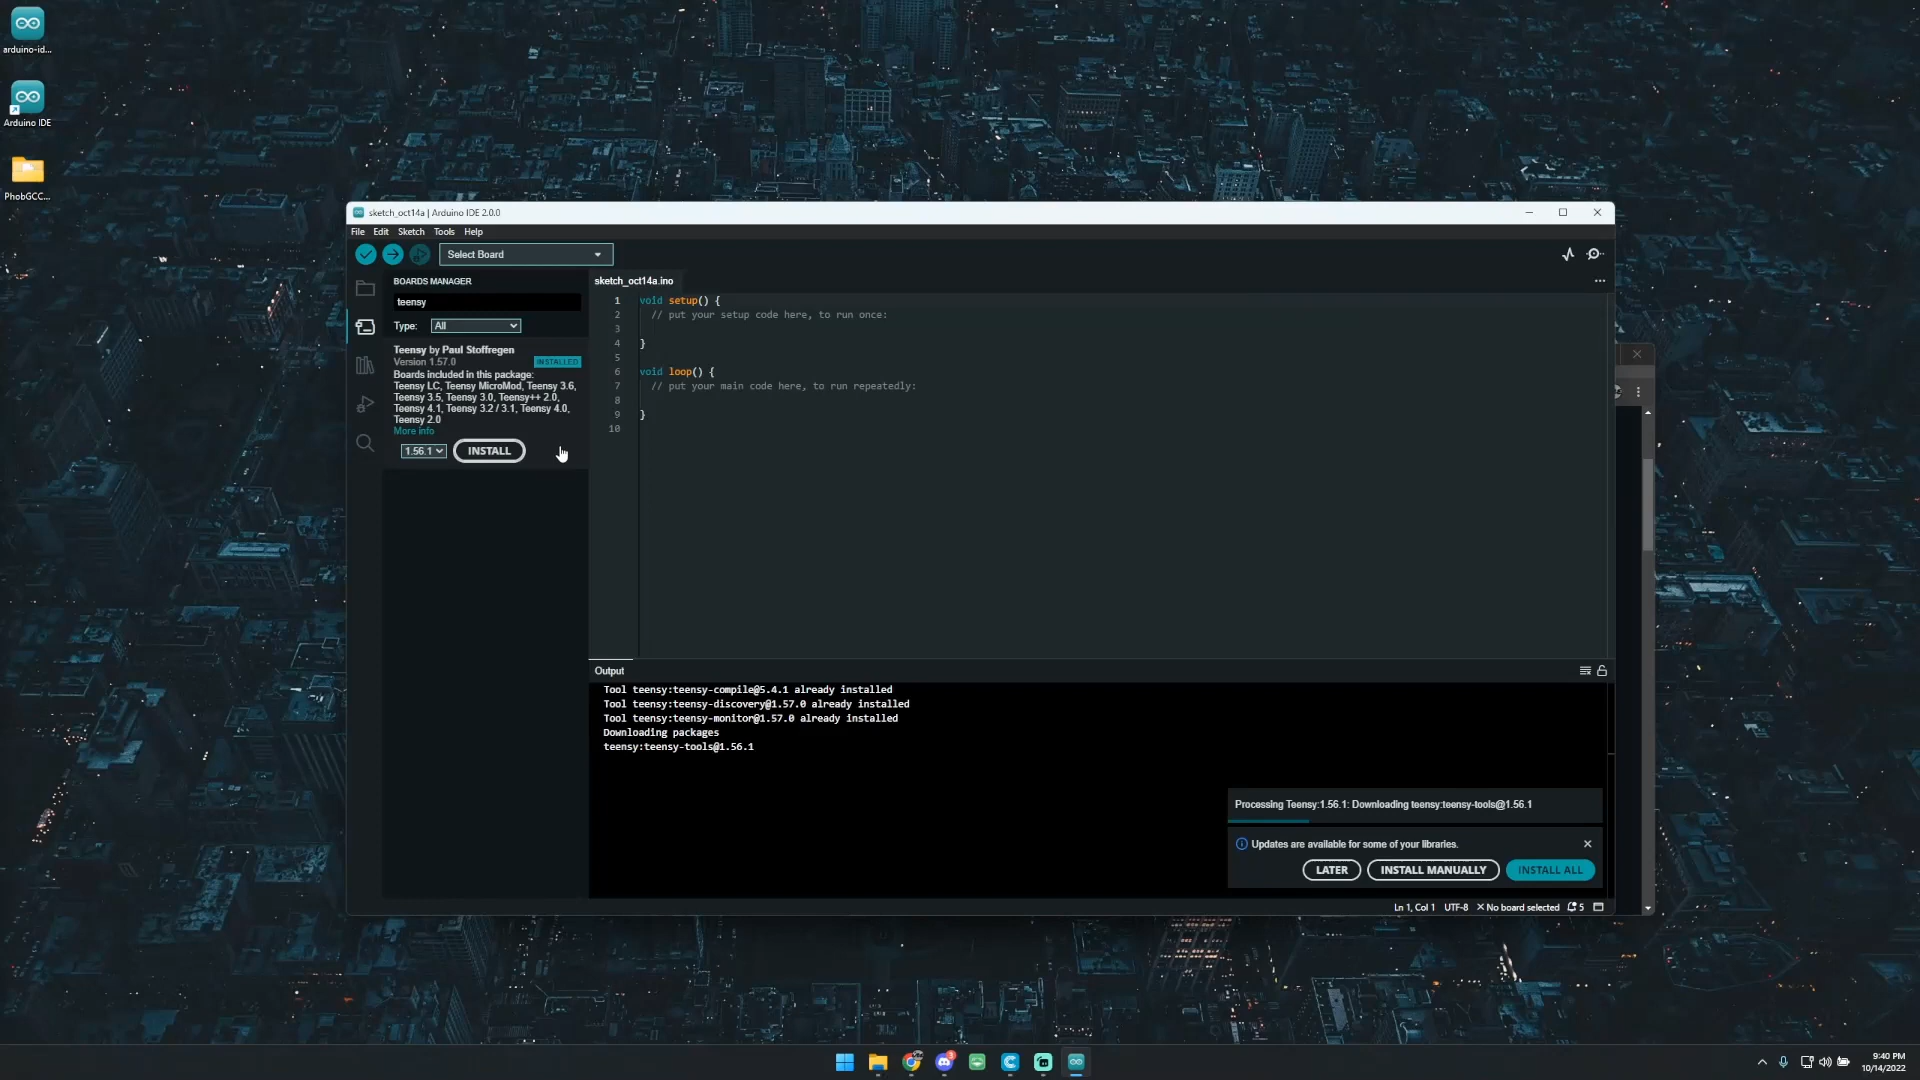 arduino-id...
Arduino IDE
PhobGCC...
sketch_oct14a | Arduino IDE 2.0.0
File Edit Sketch Tools Help
Select Board
BOARDS MANAGER
teensy
Type: All
Teensy by Paul Stoffregen
Version 1.57.0 INSTALLED
Boards included in this package:
Teensy LC, Teensy MicroMod, Teensy 3.6,
Teensy 3.5, Teensy 3.0, Teensy++ 2.0,
Teensy 4.1, Teensy 3.2 / 3.1, Teensy 4.0,
Teensy 2.0
More info
1.56.1 INSTALL
sketch_oct14a.ino
1 void setup() {
2 // put your setup code here, to run once:
3
4 }
5
6 void loop() {
7 // put your main code here, to run repeatedly:
8
9 }
10
Output
Tool teensy:teensy-compile@5.4.1 already installed
Tool teensy:teensy-discovery@1.57.0 already installed
Tool teensy:teensy-monitor@1.57.0 already installed
Downloading packages
teensy:teensy-tools@1.56.1
Processing Teensy:1.56.1: Downloading teensy:teensy-tools@1.56.1
Updates are available for some of your libraries.
LATER INSTALL MANUALLY INSTALL ALL
Ln 1, Col 1 UTF-8 No board selected 5
9:40 PM
10/14/2022